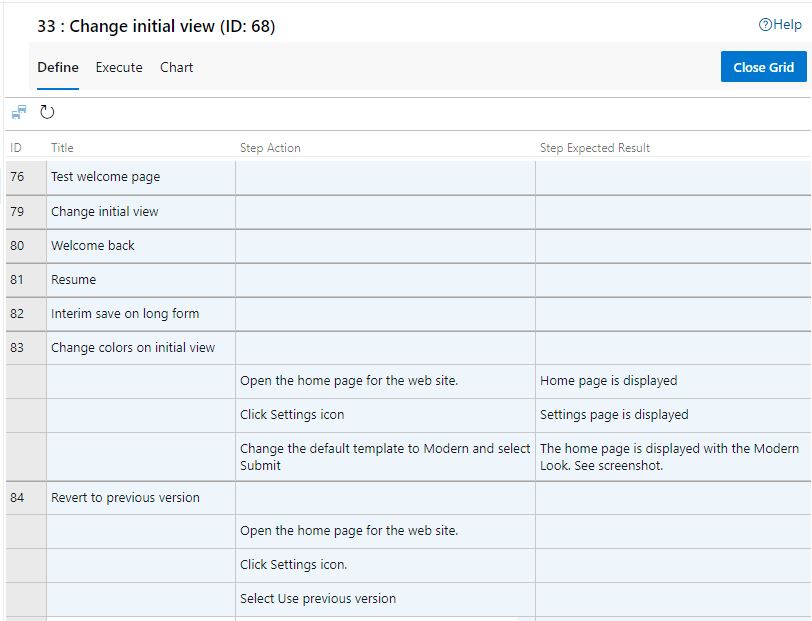 33 : Change initial view (ID: 68)
Help
Define Execute Chart
Close Grid
ID Title Step Action Step Expected Result
76 Test welcome page
79 Change initial view
80 Welcome back
81 Resume
82 Interim save on long form
83 Change colors on initial view
Open the home page for the web site. Home page is displayed
Click Settings icon Settings page is displayed
Change the default template to Modern and select The home page is displayed with the Modern
Submit Look. See screenshot.
84 Revert to previous version
Open the home page for the web site.
Click Settings icon.
Select Use previous version